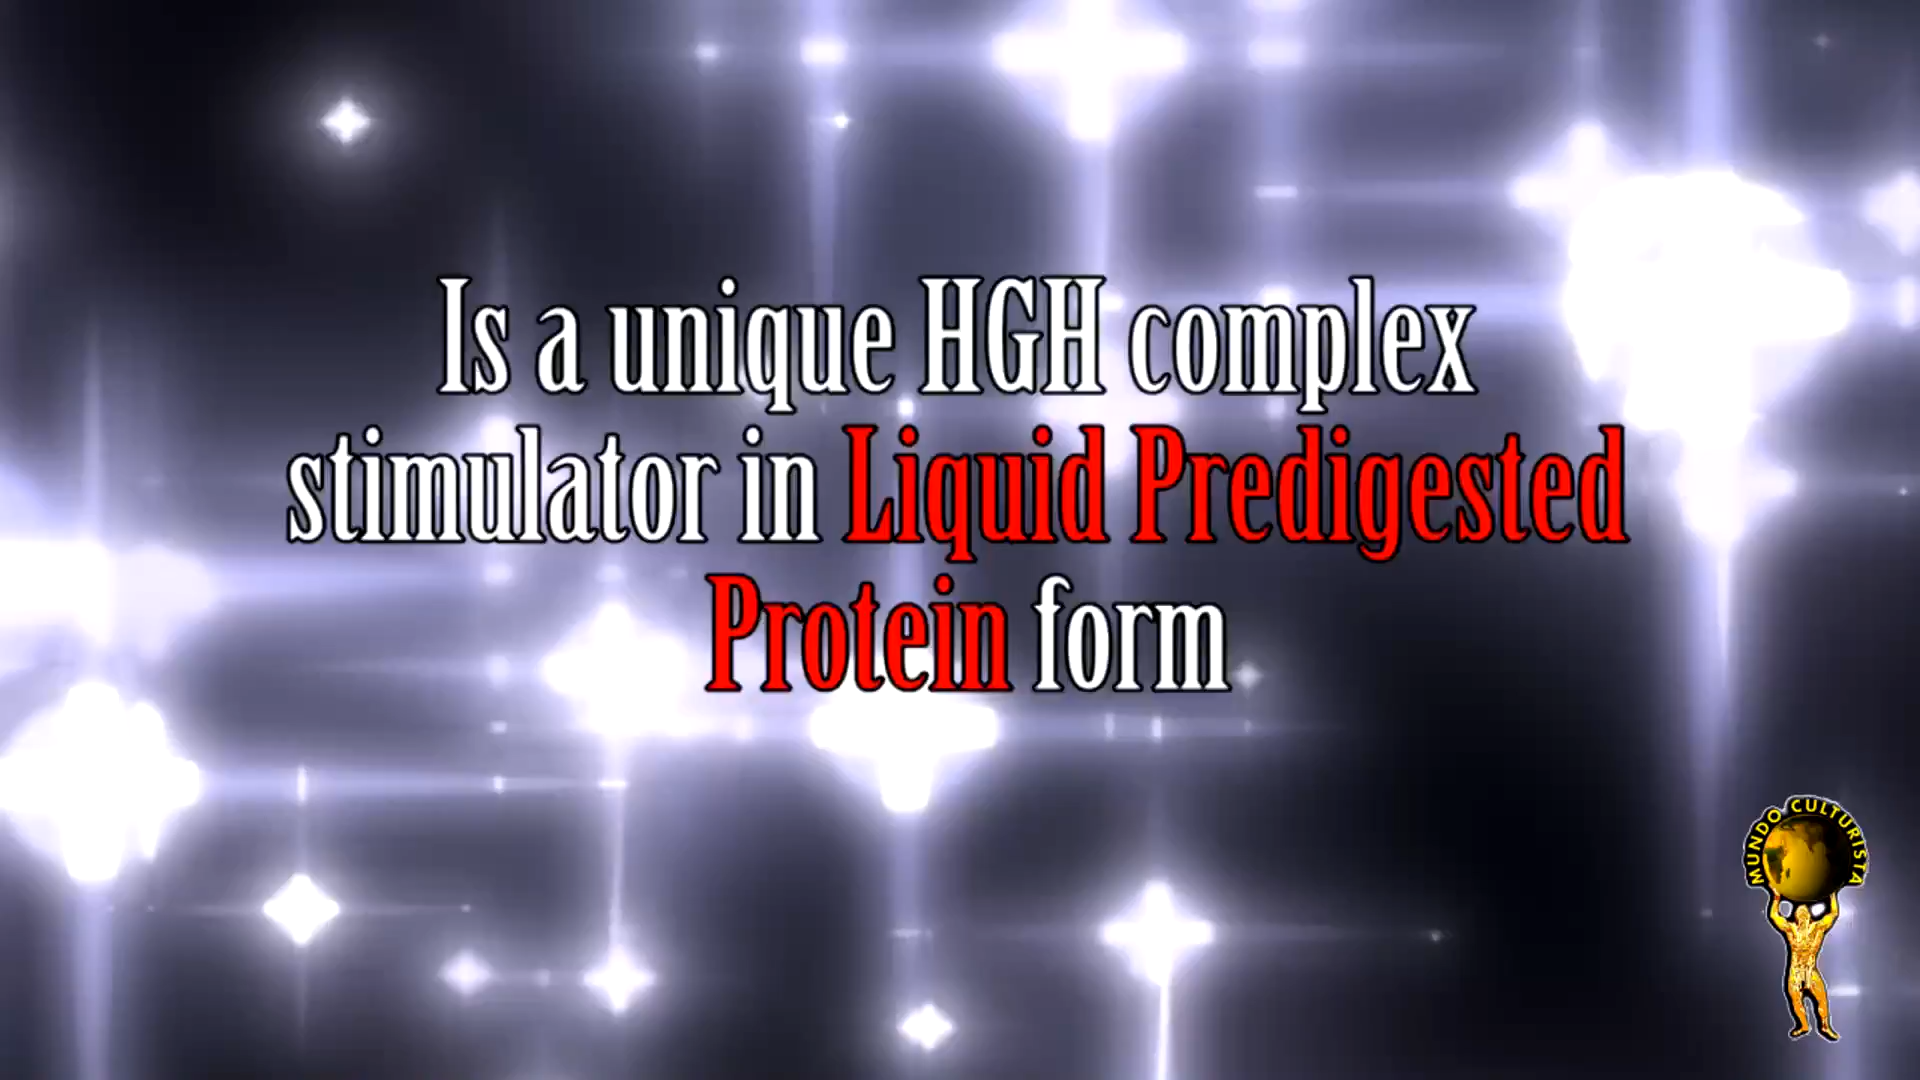 Is a unique HGH complex
stimulator in Liquid Predigested
Protein form
MUNDO CULTURISTA